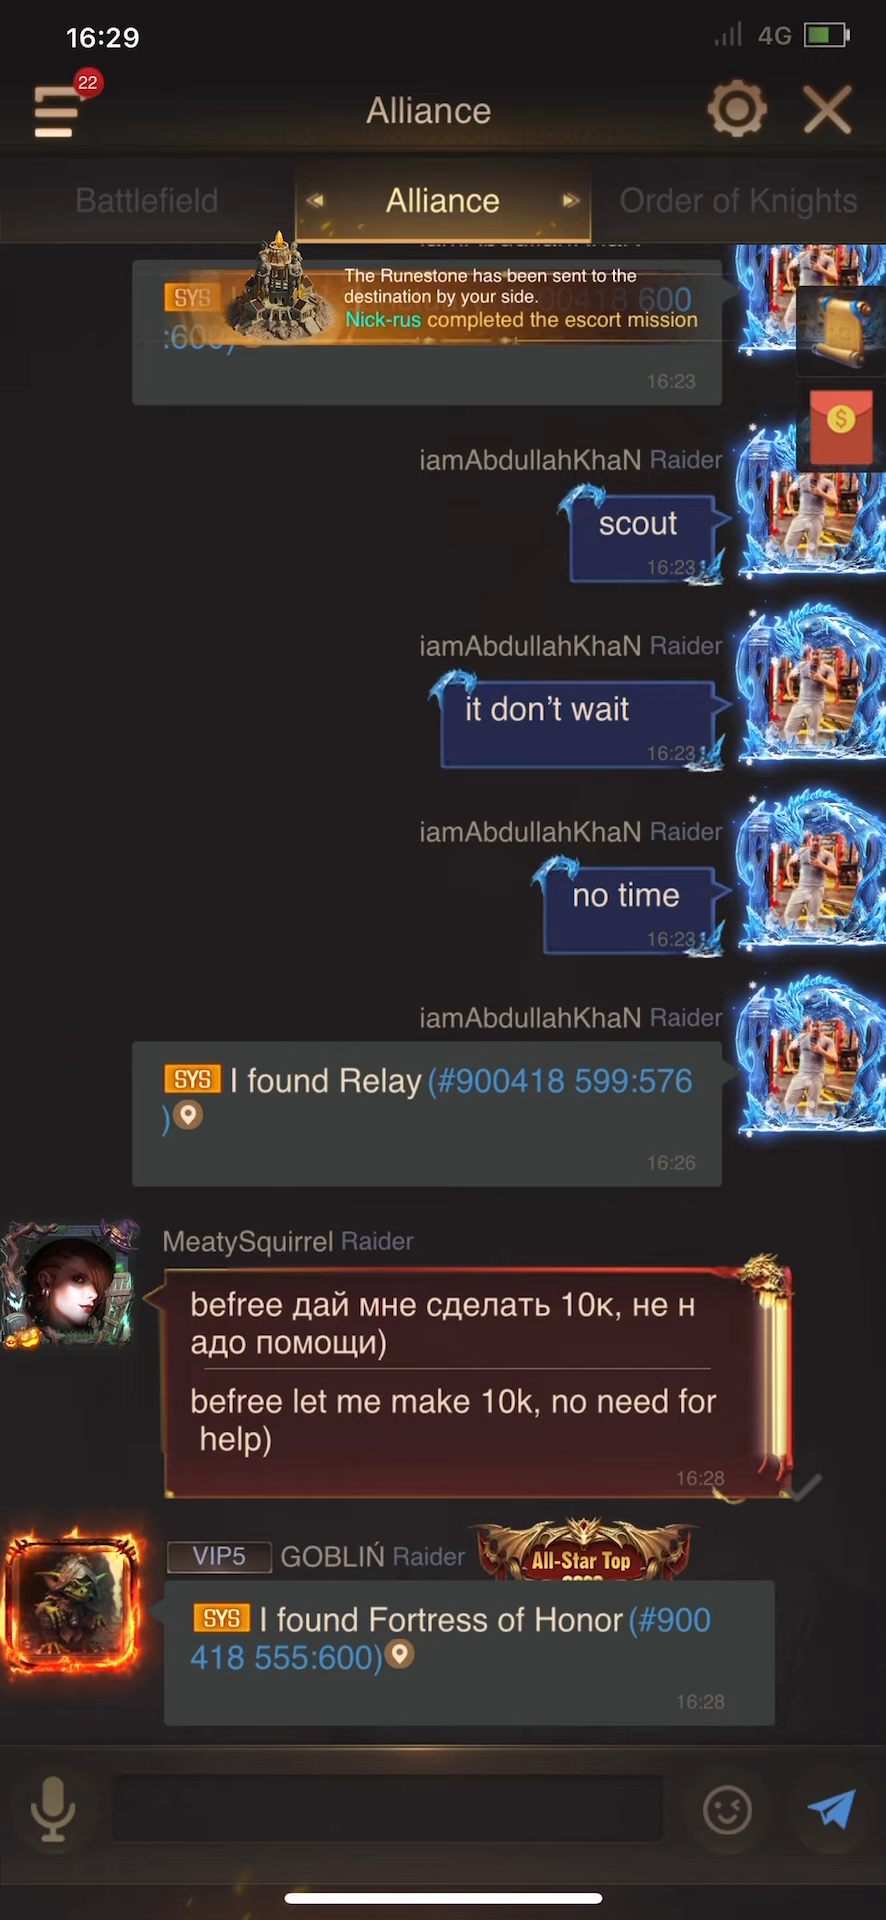 16:29
4G
22
Alliance
Battlefield
Alliance
Order of Knights
The Runestone has been sent to the
destination by your side.
Nick-rus completed the escort mission
SYS
00418 600
:600)
16:23
iamAbdullahKhaN Raider
scout
16:23
iamAbdullahKhaN Raider
it don't wait
16:23
iamAbdullahKhaN Raider
no time
16:23
iamAbdullahKhaN Raider
SYS I found Relay (#900418 599:576
)
16:26
MeatySquirrel Raider
befree дай мне сделать 10к, не н
адо помощи)
befree let me make 10k, no need for
help)
16:28
VIP5 GOBLIŃ Raider
All-Star Top
SYS I found Fortress of Honor (#900
418 555:600)
16:28